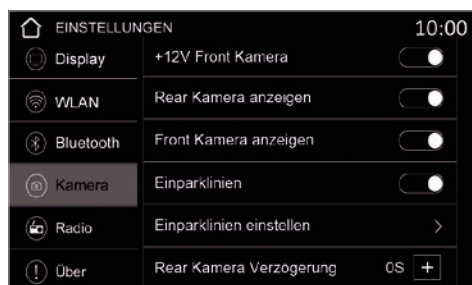 EINSTELLUNGEN 10:00
Display
+12V Front Kamera
WLAN
Rear Kamera anzeigen
Bluetooth
Front Kamera anzeigen
Kamera
Einparklinien
Radio
Einparklinien einstellen >
Über
Rear Kamera Verzögerung 0S +